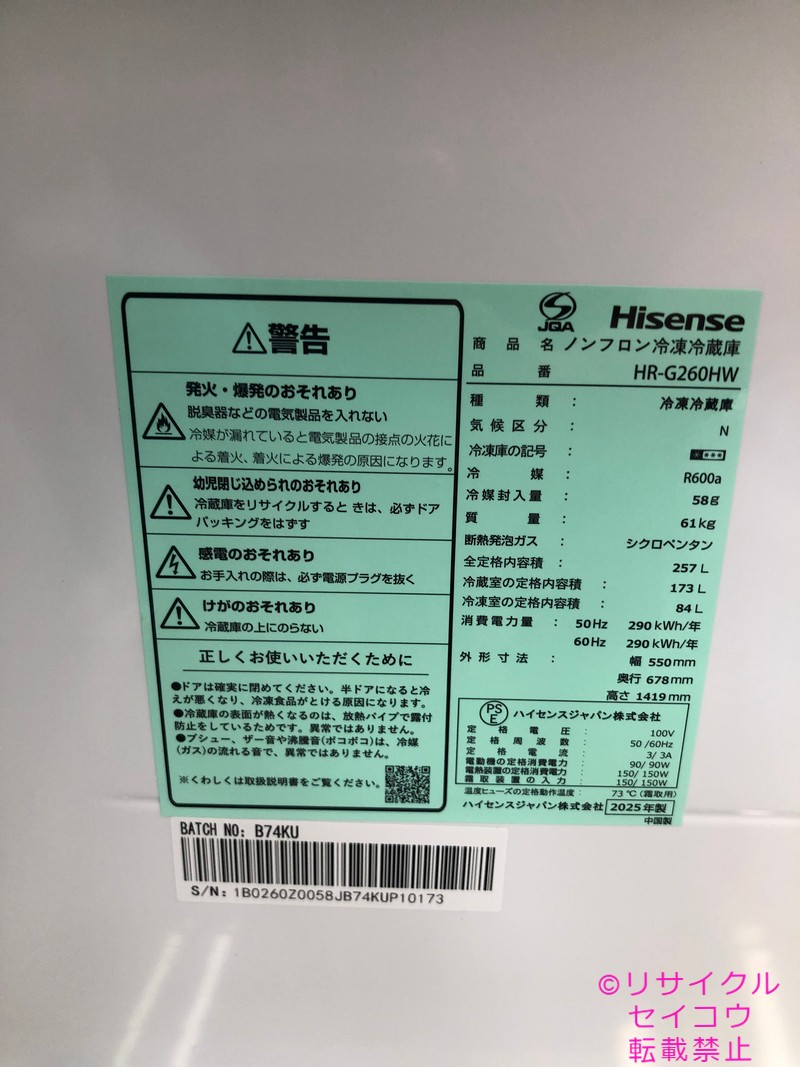 警告
発火・爆発のおそれあり
脱臭器などの電気製品を入れない
冷媒が漏れていると電気製品の接点の火花に
よる着火、着火による爆発の原因になります。
幼児閉じ込められのおそれあり
冷蔵庫をリサイクルすると きは、必ずドア
パッキングをはずす
感電のおそれあり
お手入れの際は、必ず電源プラグを抜く
けがのおそれあり
冷蔵庫の上にのらない
正しくお使いいただくために
●ドアは確実に閉めてください。半ドアになると冷
えが悪くなり、冷凍食品がとける原因になります。
●冷蔵庫の表面が熱くなるのは、放熱パイプで露付
防止をしているためです。異常ではありません。
●プシュー、ザー音や沸騰音(ボコボコ)は、冷媒
(ガス)の流れる音で、異常ではありません。
※くわしくは取扱説明書をご覧ください。
JQA Hisense
商品名 ノンフロン冷凍冷蔵庫
品番 HR-G260HW
種類: 冷凍冷蔵庫
気候区分: N
冷凍庫の記号:
冷媒: R600a
冷媒封入量: 58g
質量: 61kg
断熱発泡ガス: シクロペンタン
全定格内容積: 257 L
冷蔵室の定格内容積: 173 L
冷凍室の定格内容積: 84 L
消費電力量: 50Hz 290 kWh/年
60Hz 290 kWh/年
外形寸法: 幅 550mm
奥行 678mm
高さ 1419mm
PS E ハイセンスジャパン株式会社
定格電圧: 100V
定格周波数: 50/60Hz
定格電流: 3/3A
電動機の定格消費電力: 90/90W
電熱装置の定格消費電力: 150/150W
霜取装置の入力: 150/150W
温度ヒューズの定格動作温度: 73℃(霜取用)
ハイセンスジャパン株式会社 2025年製
中国製
BATCH NO: B74KU
S/N: 1B0260Z0058JB74KUP10173
©リサイクル
セイコウ
転載禁止